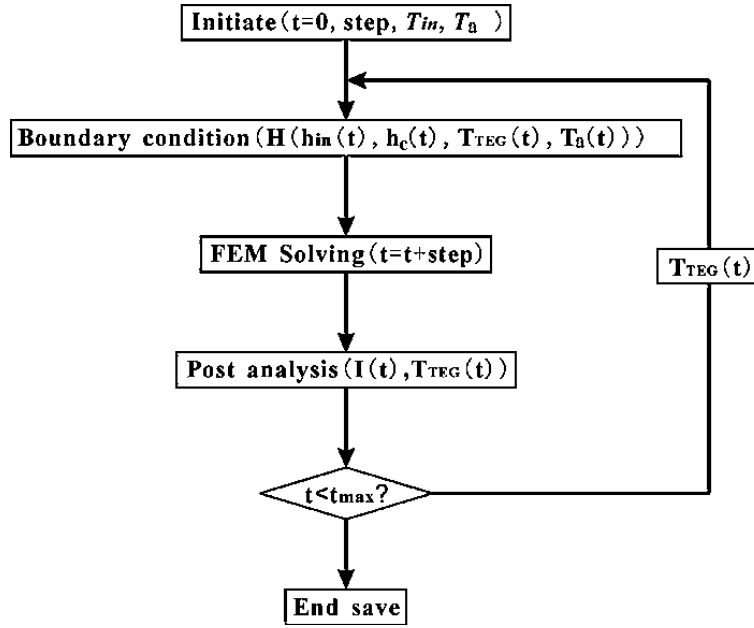 Initiate(t=0, step, Tin, Ta )
Boundary condition(H(hin(t), hc(t), TTEG(t), Ta(t)))
FEM Solving(t=t+step)
TTEG(t)
Post analysis(I(t),TTEG(t))
t<tmax?
End save